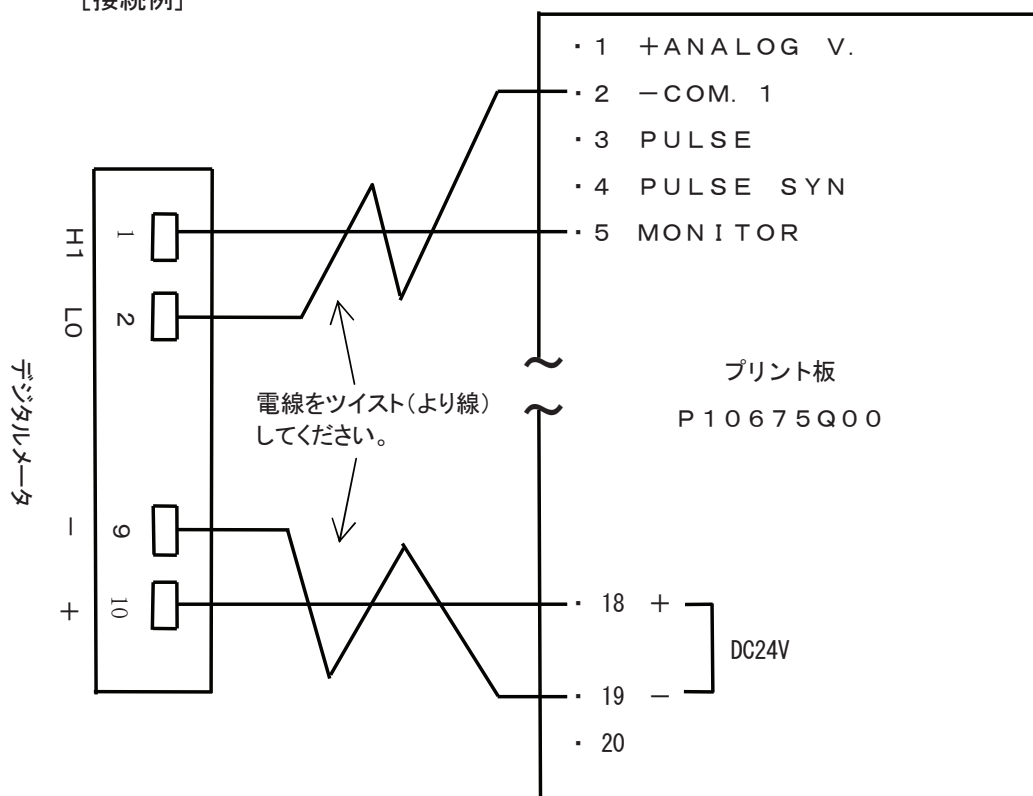 [接続例]
・1 +ANALOG V.
・2 −COM. 1
・3 PULSE
・4 PULSE SYN
・5 MONITOR
H1
1
LO
2
デジタルメータ
電線をツイスト(より線)
してください。
プリント板
P10675Q00
−
9
+
10
・18 +
DC24V
・19 −
・20